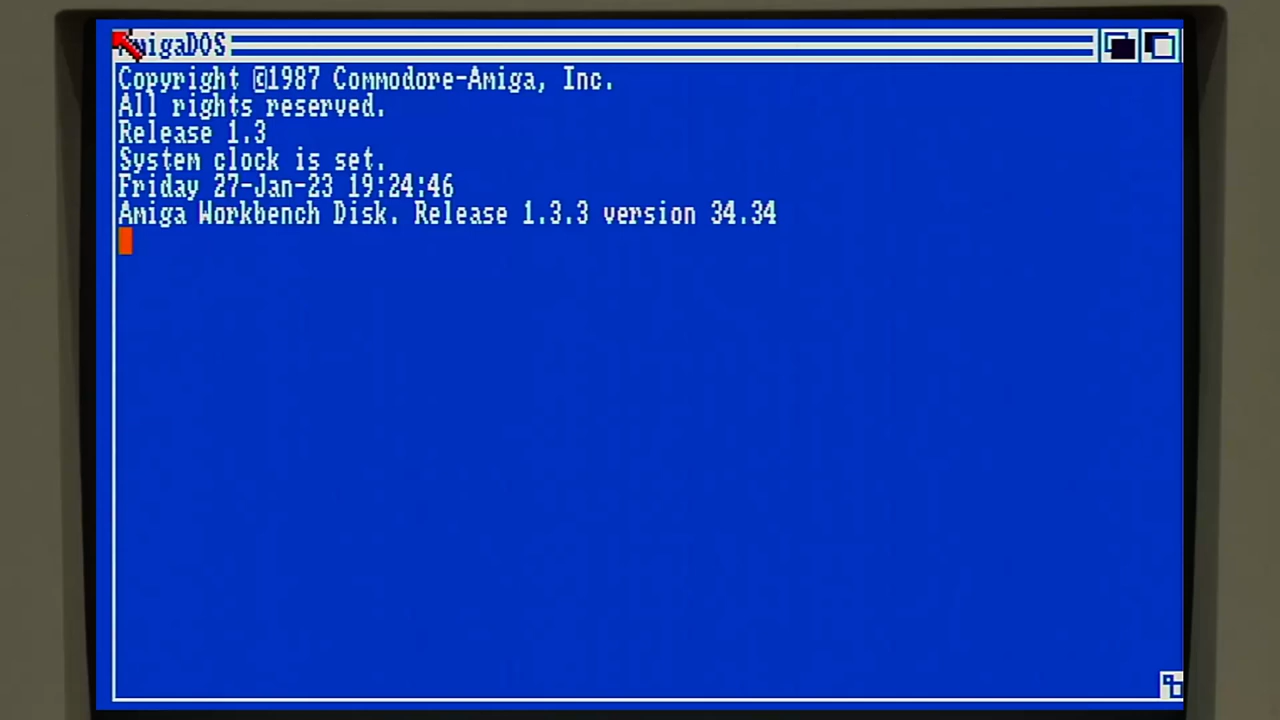 AmigaDOS
Copyright ©1987 Commodore-Amiga, Inc.
All rights reserved.
Release 1.3
System clock is set.
Friday 27-Jan-23 19:24:46
Amiga Workbench Disk. Release 1.3.3 version 34.34